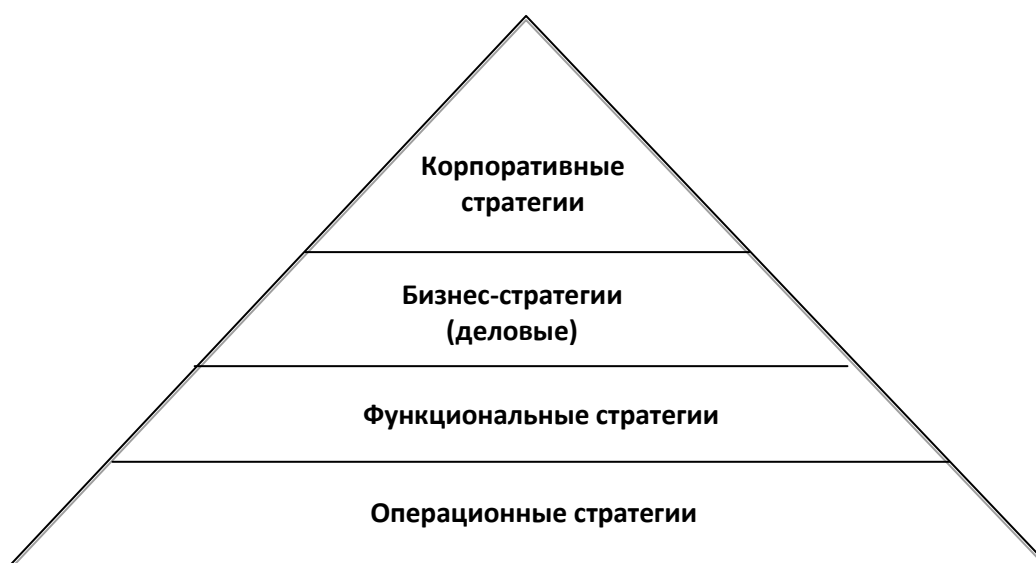 Корпоративные
стратегии
Бизнес-стратегии
(деловые)
Функциональные стратегии
Операционные стратегии